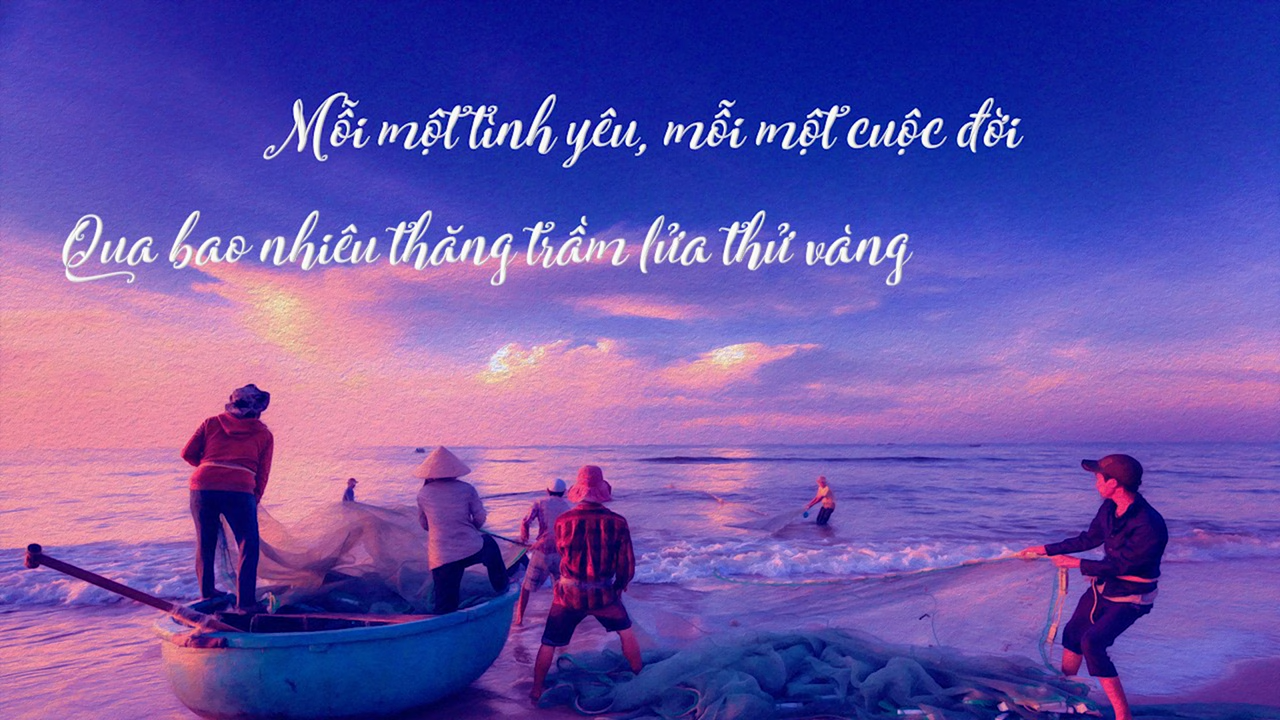 Mỗi một tình yêu, mỗi một cuộc đời
Qua bao nhiêu thăng trầm lửa thử vàng